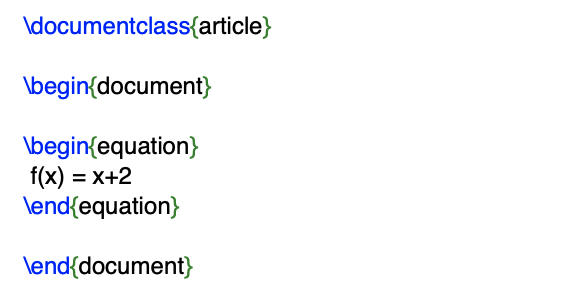 \documentclass{article}
\begin{document}
\begin{equation}
f(x) = x+2
\end{equation}
\end{document}